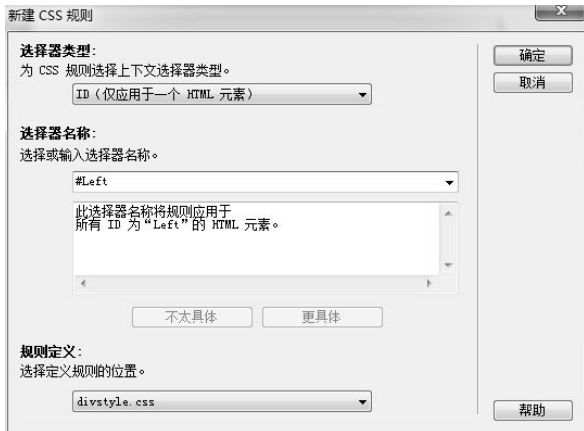 新建 CSS 规则
选择器类型:
为 CSS 规则选择上下文选择器类型。
ID（仅应用于一个 HTML 元素）
确定
取消
选择器名称:
选择或输入选择器名称。
#Left
此选择器名称将规则应用于
所有 ID 为“Left”的 HTML 元素。
不太具体
更具体
规则定义:
选择定义规则的位置。
divstyle.css
帮助